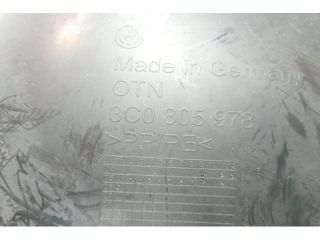 Made in Germany
OTN
3C0 805 978
>PP/PE<